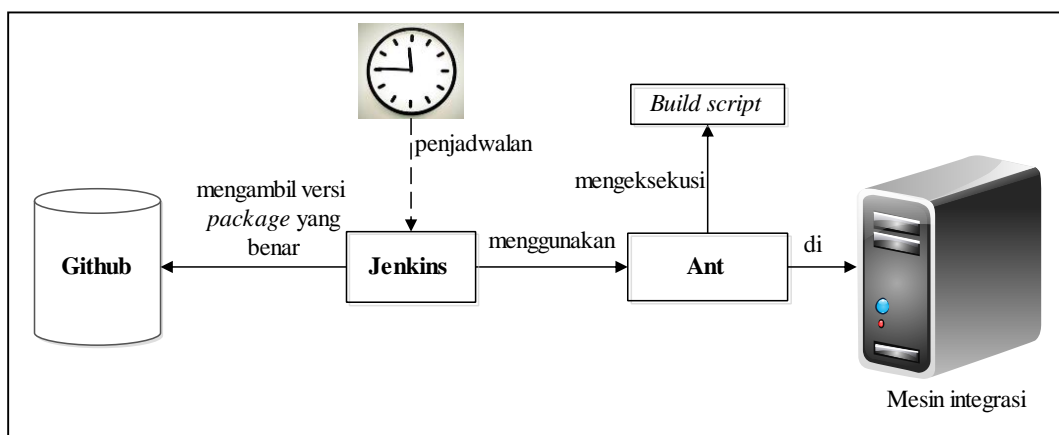 Build script
penjadwalan
mengeksekusi
mengambil versi
package yang
benar
Github
Jenkins
menggunakan
Ant
di
Mesin integrasi